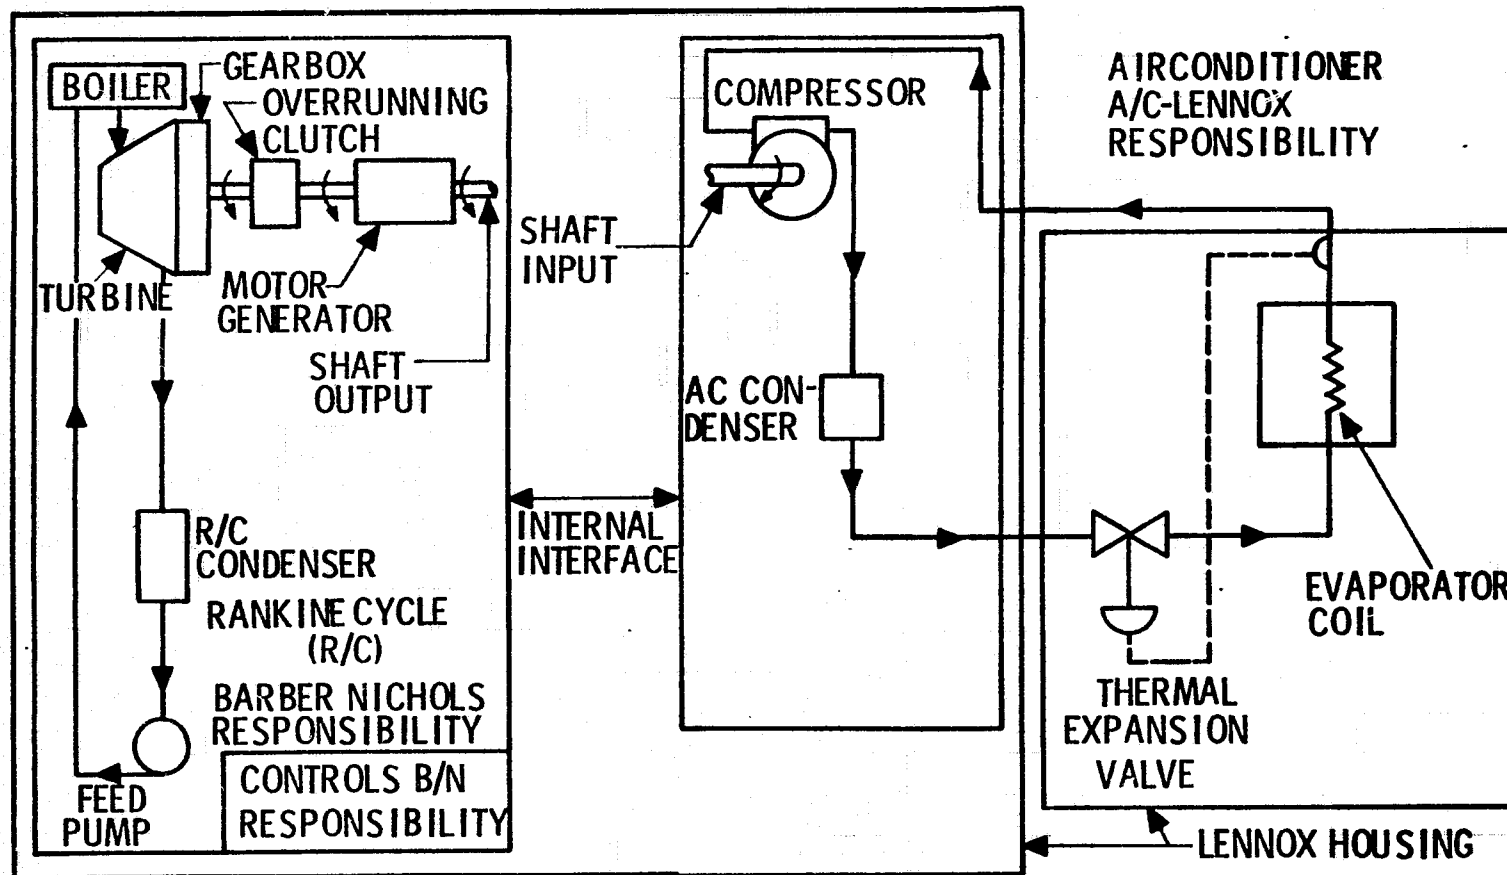 BOILER
GEARBOX
OVERRUNNING
CLUTCH
TURBINE
MOTOR
GENERATOR
SHAFT
OUTPUT
R/C
CONDENSER
RANKINE CYCLE
(R/C)
BARBER NICHOLS
RESPONSIBILITY
CONTROLS B/N
RESPONSIBILITY
FEED
PUMP
SHAFT
INPUT
INTERNAL
INTERFACE
COMPRESSOR
AC CON-
DENSER
AIRCONDITIONER
A/C-LENNOX
RESPONSIBILITY
EVAPORATOR
COIL
THERMAL
EXPANSION
VALVE
LENNOX HOUSING